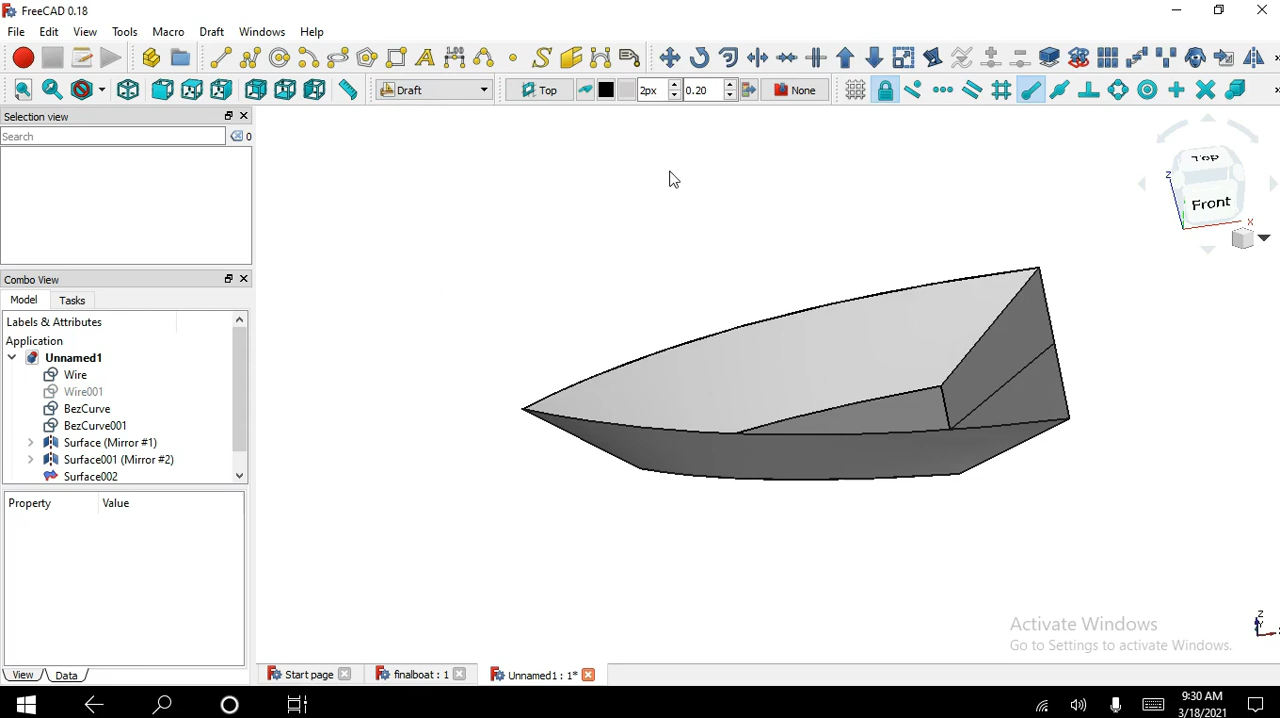 FreeCAD 0.18
File Edit View Tools Macro Draft Windows Help
Draft Top 2px 0.20 None
Selection view
Search
0
Combo View
Model Tasks
Labels & Attributes
Application
Unnamed1
Wire
Wire001
BezCurve
BezCurve001
Surface (Mirror #1)
Surface001 (Mirror #2)
Surface002
Property Value
View Data
Top
Front
Z
X
Z
Activate Windows
Go to Settings to activate Windows.
Start page finalboat : 1 Unnamed1 : 1*
9:30 AM
3/18/2021